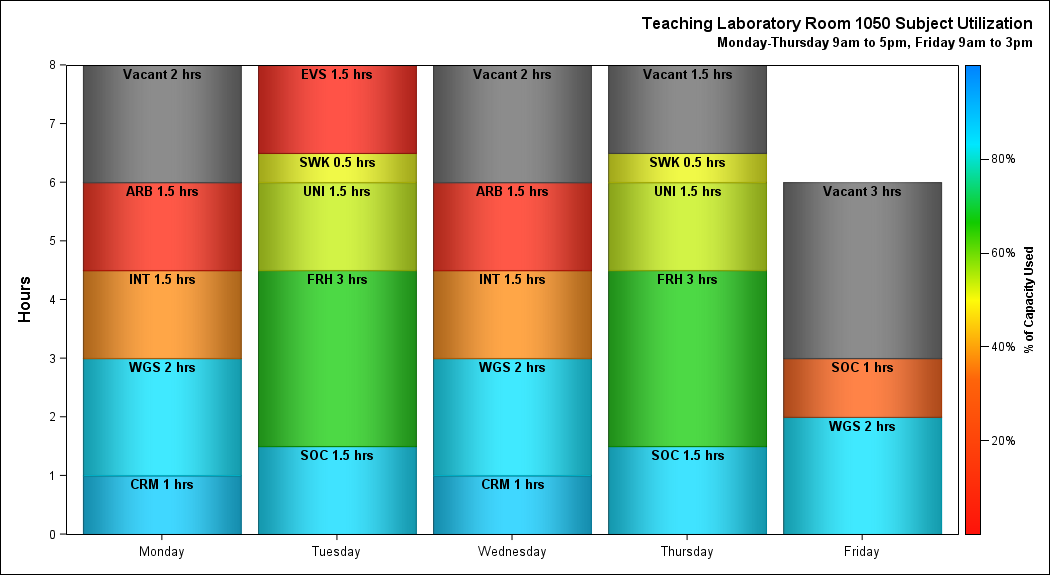 Teaching Laboratory Room 1050 Subject Utilization
Monday-Thursday 9am to 5pm, Friday 9am to 3pm
Hours
8
7
6
5
4
3
2
1
0
Vacant 2 hrs
ARB 1.5 hrs
INT 1.5 hrs
WGS 2 hrs
CRM 1 hrs
Monday
EVS 1.5 hrs
SWK 0.5 hrs
UNI 1.5 hrs
FRH 3 hrs
SOC 1.5 hrs
Tuesday
Vacant 2 hrs
ARB 1.5 hrs
INT 1.5 hrs
WGS 2 hrs
CRM 1 hrs
Wednesday
Vacant 1.5 hrs
SWK 0.5 hrs
UNI 1.5 hrs
FRH 3 hrs
SOC 1.5 hrs
Thursday
Vacant 3 hrs
SOC 1 hrs
WGS 2 hrs
Friday
80%
60%
40%
20%
% of Capacity Used